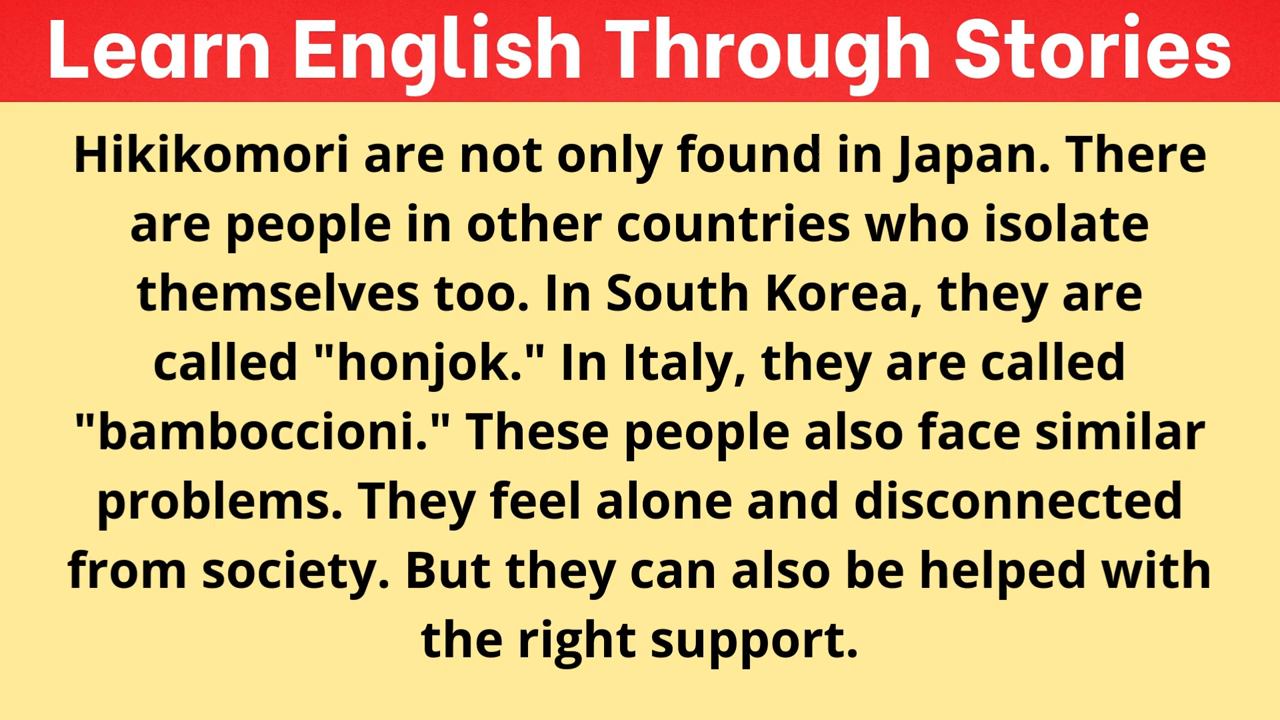 Learn English Through Stories
Hikikomori are not only found in Japan. There
are people in other countries who isolate
themselves too. In South Korea, they are
called "honjok." In Italy, they are called
"bamboccioni." These people also face similar
problems. They feel alone and disconnected
from society. But they can also be helped with
the right support.